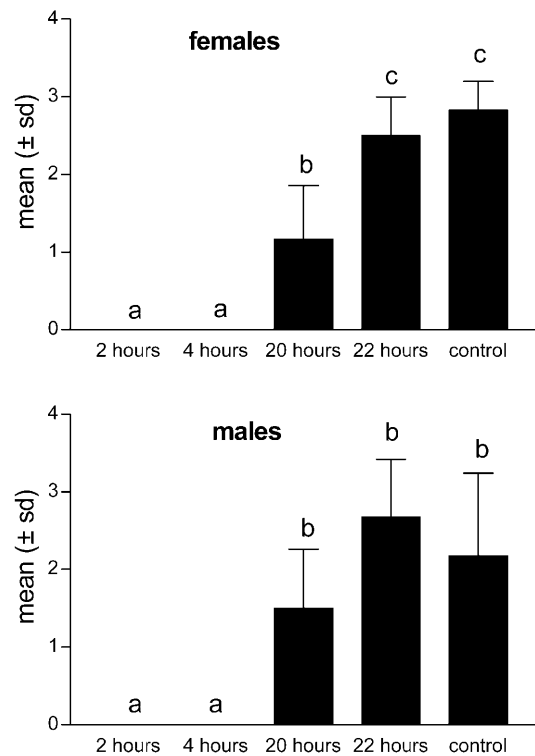 females
mean (± sd)
4
3
2
1
0
c
c
b
a
a
2 hours
4 hours
20 hours
22 hours
control
males
mean (± sd)
4
3
2
1
0
b
b
b
a
a
2 hours
4 hours
20 hours
22 hours
control